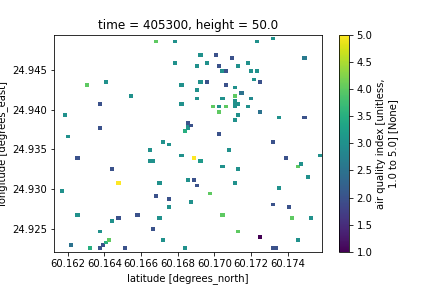 time = 405300, height = 50.0
24.945
24.940
24.935
24.930
24.925
longitude [degrees_east]
60.162 60.164 60.166 60.168 60.170 60.172 60.174
latitude [degrees_north]
5.0
4.5
4.0
3.5
3.0
2.5
2.0
1.5
1.0
air quality index [unitless,
1.0 to 5.0] [None]